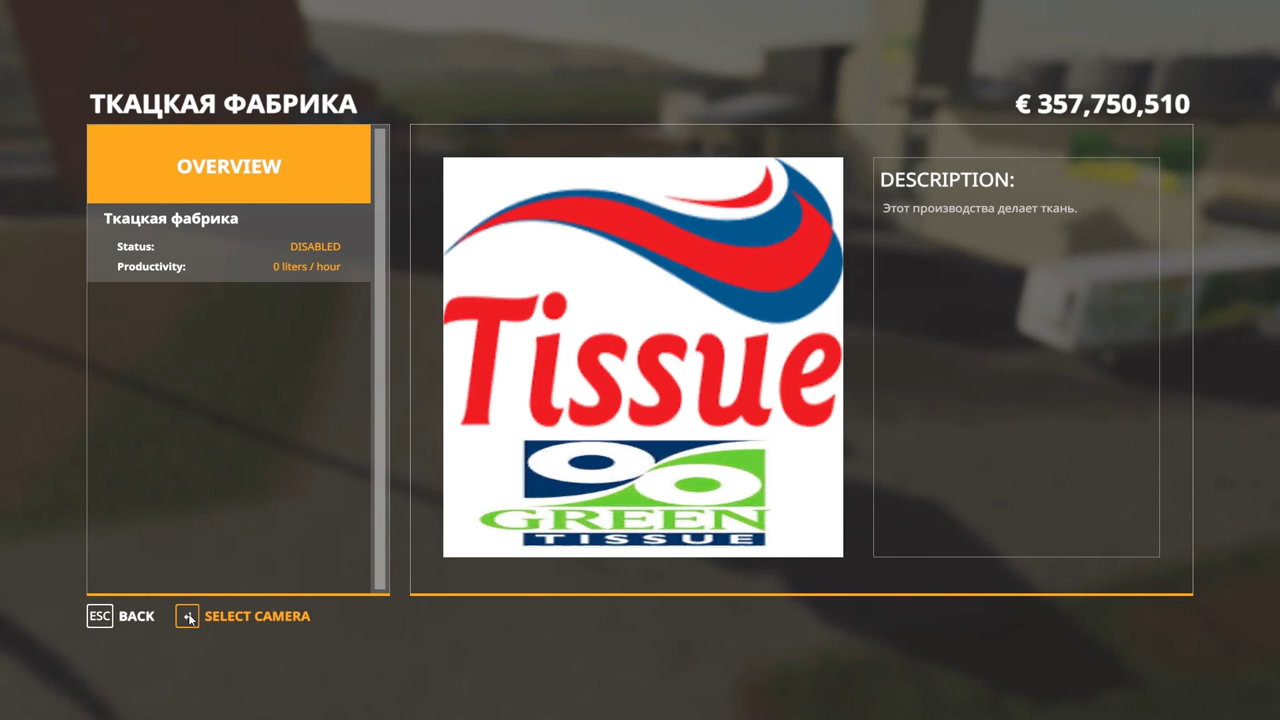 ТКАЦКАЯ ФАБРИКА
€ 357,750,510
OVERVIEW
Ткацкая фабрика
Status: DISABLED
Productivity: 0 liters / hour
Tissue
GREEN
TISSUE
DESCRIPTION:
Этот производства делает ткань.
ESC BACK SELECT CAMERA